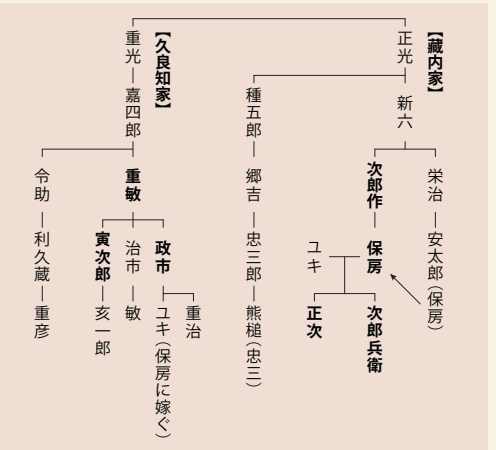 【藏内家】
正光
新六
栄治
安太郎(保房)
次郎作
保房
ユキ
次郎兵衛
正次
種五郎
郷吉
忠三郎
熊槌(忠三)
【久良知家】
重光
嘉四郎
重敏
政市
重治
ユキ(保房に嫁ぐ)
治市
敏
寅次郎
亥一郎
令助
利久蔵
重彦